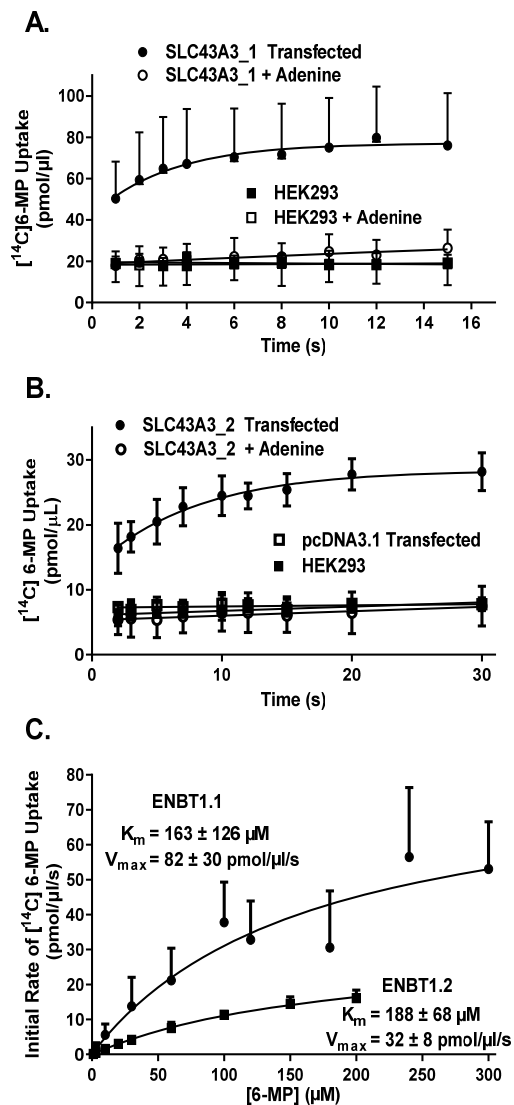 A.
SLC43A3_1 Transfected
SLC43A3_1 + Adenine
[14C]6-MP Uptake
(pmol/µl)
100
80
60
40
20
0
HEK293
HEK293 + Adenine
0 2 4 6 8 10 12 14 16
Time (s)
B.
SLC43A3_2 Transfected
SLC43A3_2 + Adenine
[14C] 6-MP Uptake
(pmol/µL)
30
20
10
0
pcDNA3.1 Transfected
HEK293
0 10 20 30
Time (s)
C.
Initial Rate of [14C] 6-MP Uptake
(pmol/µl/s)
80
70
60
50
40
30
20
10
0
ENBT1.1
Km = 163 ± 126 µM
Vmax = 82 ± 30 pmol/µl/s
ENBT1.2
Km = 188 ± 68 µM
Vmax = 32 ± 8 pmol/µl/s
0 50 100 150 200 250 300
[6-MP] (µM)